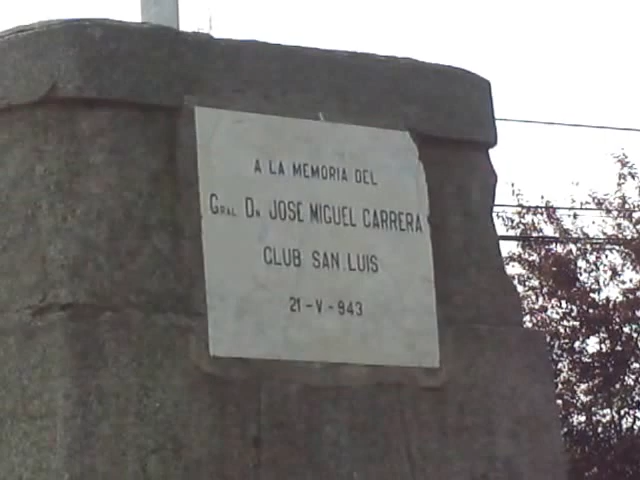 A LA MEMORIA DEL
GRAL DN JOSE MIGUEL CARRERA
CLUB SAN LUIS
21-V-943